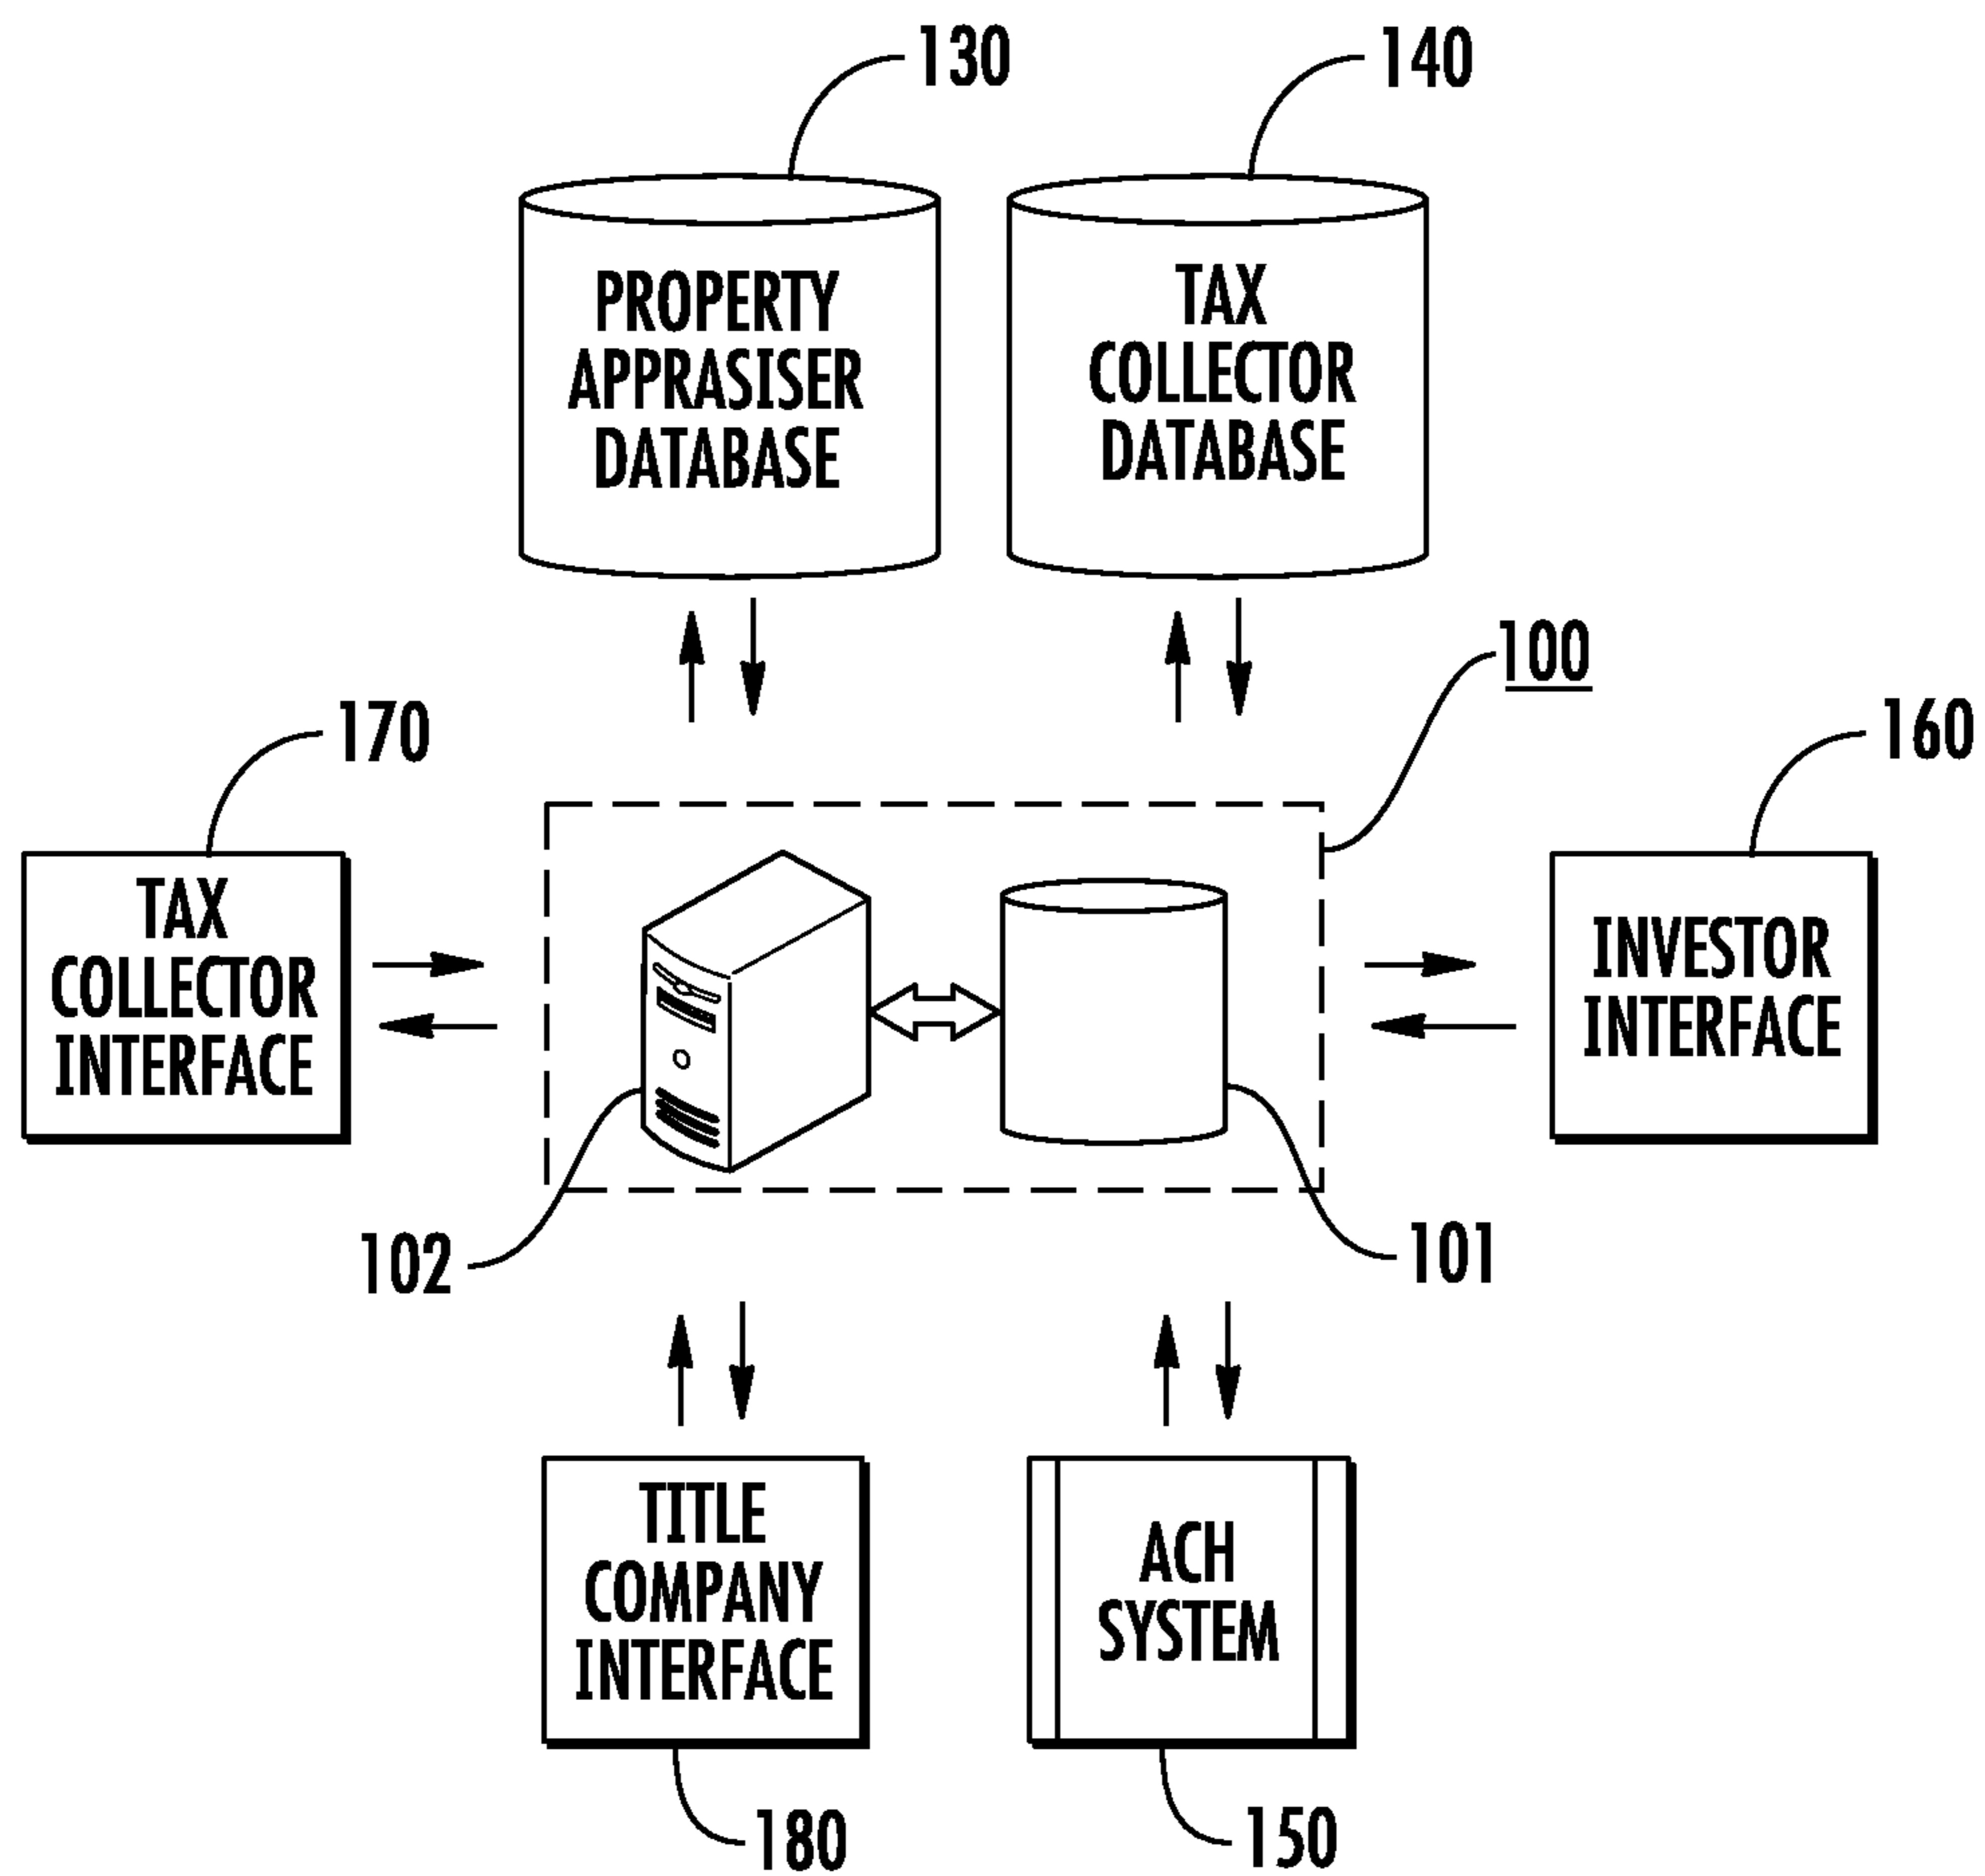 130
140
PROPERTY
APPRASISER
DATABASE
TAX
COLLECTOR
DATABASE
100
170
160
TAX
COLLECTOR
INTERFACE
INVESTOR
INTERFACE
102
101
TITLE
COMPANY
INTERFACE
ACH
SYSTEM
180
150